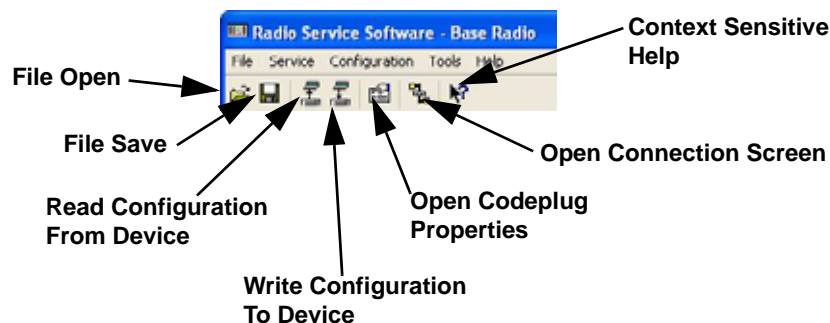 Radio Service Software - Base Radio
File Service Configuration Tools Help
Context Sensitive
Help
File Open
File Save
Open Connection Screen
Read Configuration
From Device
Open Codeplug
Properties
Write Configuration
To Device